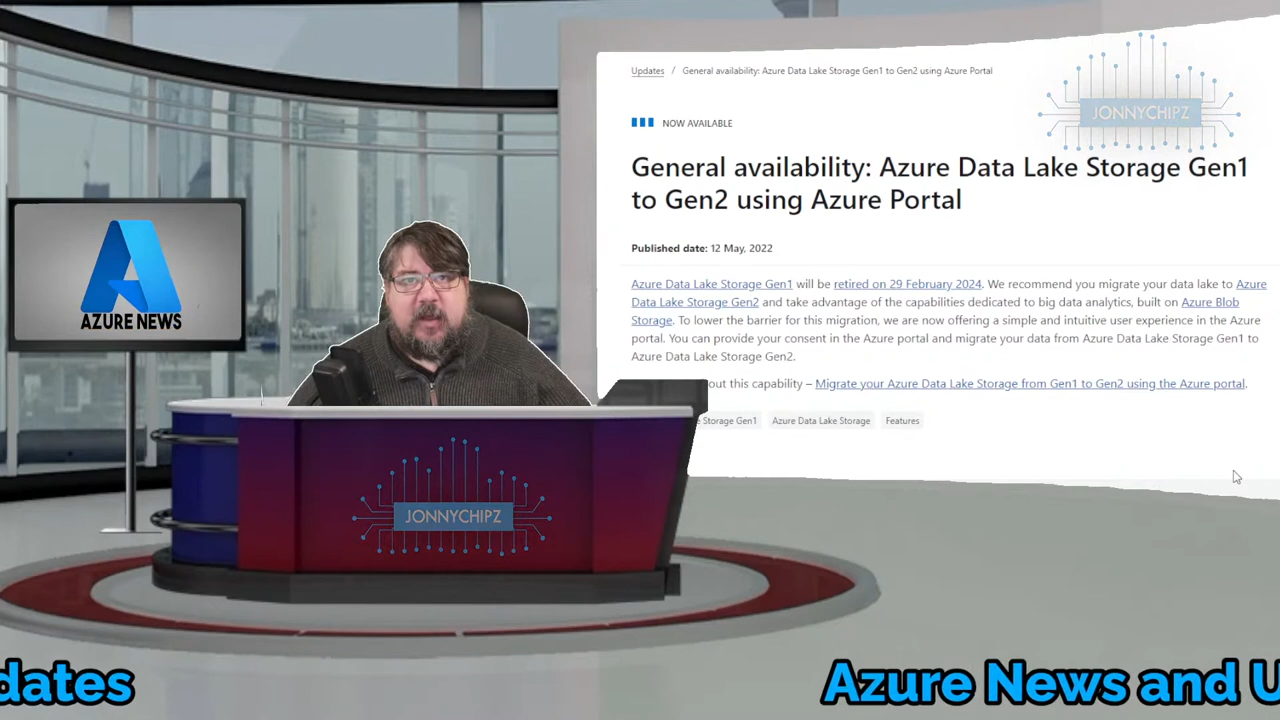 Updates / General availability: Azure Data Lake Storage Gen1 to Gen2 using Azure Portal
JONNYCHIPZ
NOW AVAILABLE
General availability: Azure Data Lake Storage Gen1
to Gen2 using Azure Portal
Published date: 12 May, 2022
Azure Data Lake Storage Gen1 will be retired on 29 February 2024. We recommend you migrate your data lake to Azure
Data Lake Storage Gen2 and take advantage of the capabilities dedicated to big data analytics, built on Azure Blob
Storage. To lower the barrier for this migration, we are now offering a simple and intuitive user experience in the Azure
portal. You can provide your consent in the Azure portal and migrate your data from Azure Data Lake Storage Gen1 to
Azure Data Lake Storage Gen2.
out this capability – Migrate your Azure Data Lake Storage from Gen1 to Gen2 using the Azure portal.
Storage Gen1 Azure Data Lake Storage Features
AZURE NEWS
JONNYCHIPZ
dates
Azure News and U